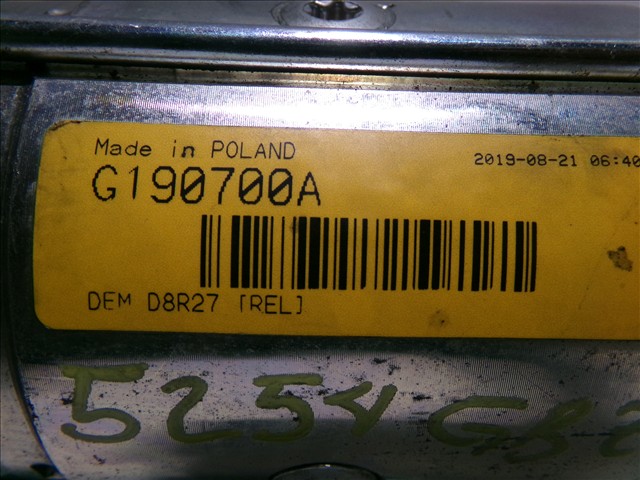 Made in POLAND
2019-08-21 06:40
G190700A
DEM D8R27 [REL]
5254